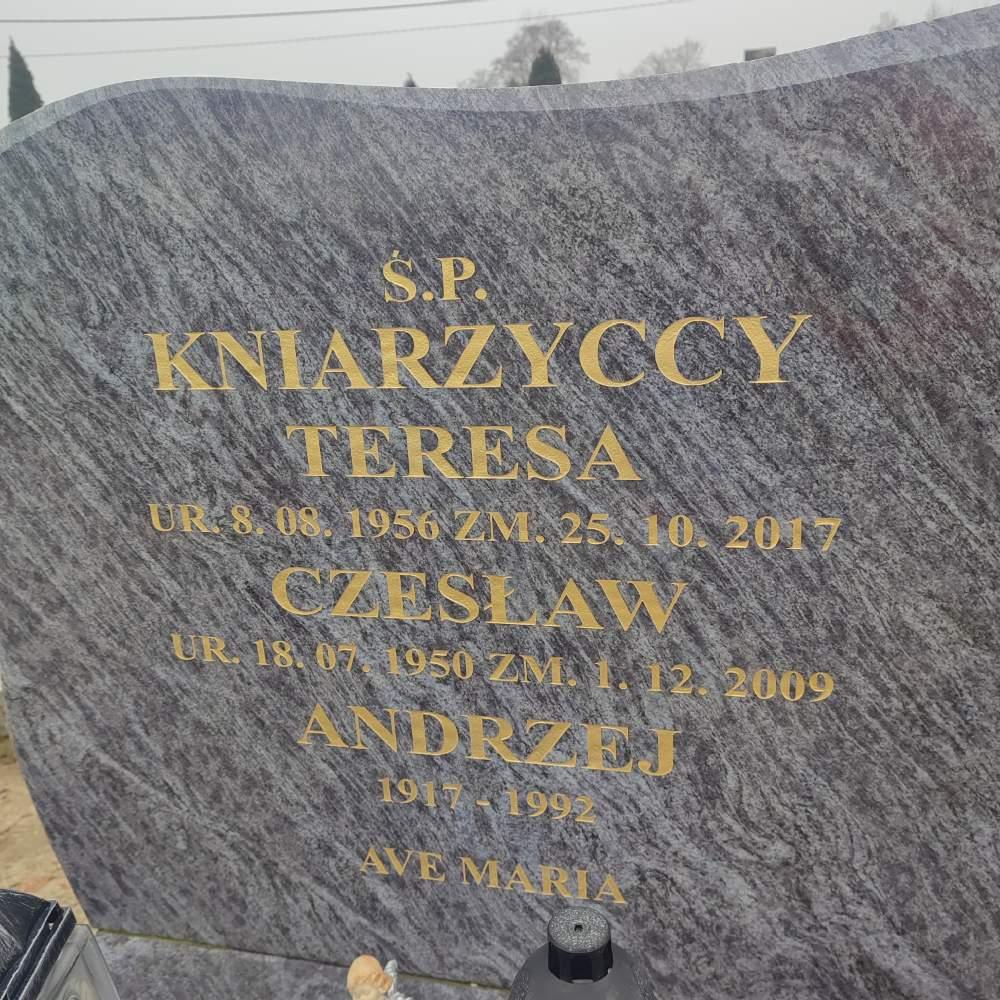 Ś.P.
KNIARZYCCY
TERESA
UR. 8. 08. 1956 ZM. 25. 10. 2017
CZESŁAW
UR. 18. 07. 1950 ZM. 1. 12. 2009
ANDRZEJ
1917 - 1992
AVE MARIA